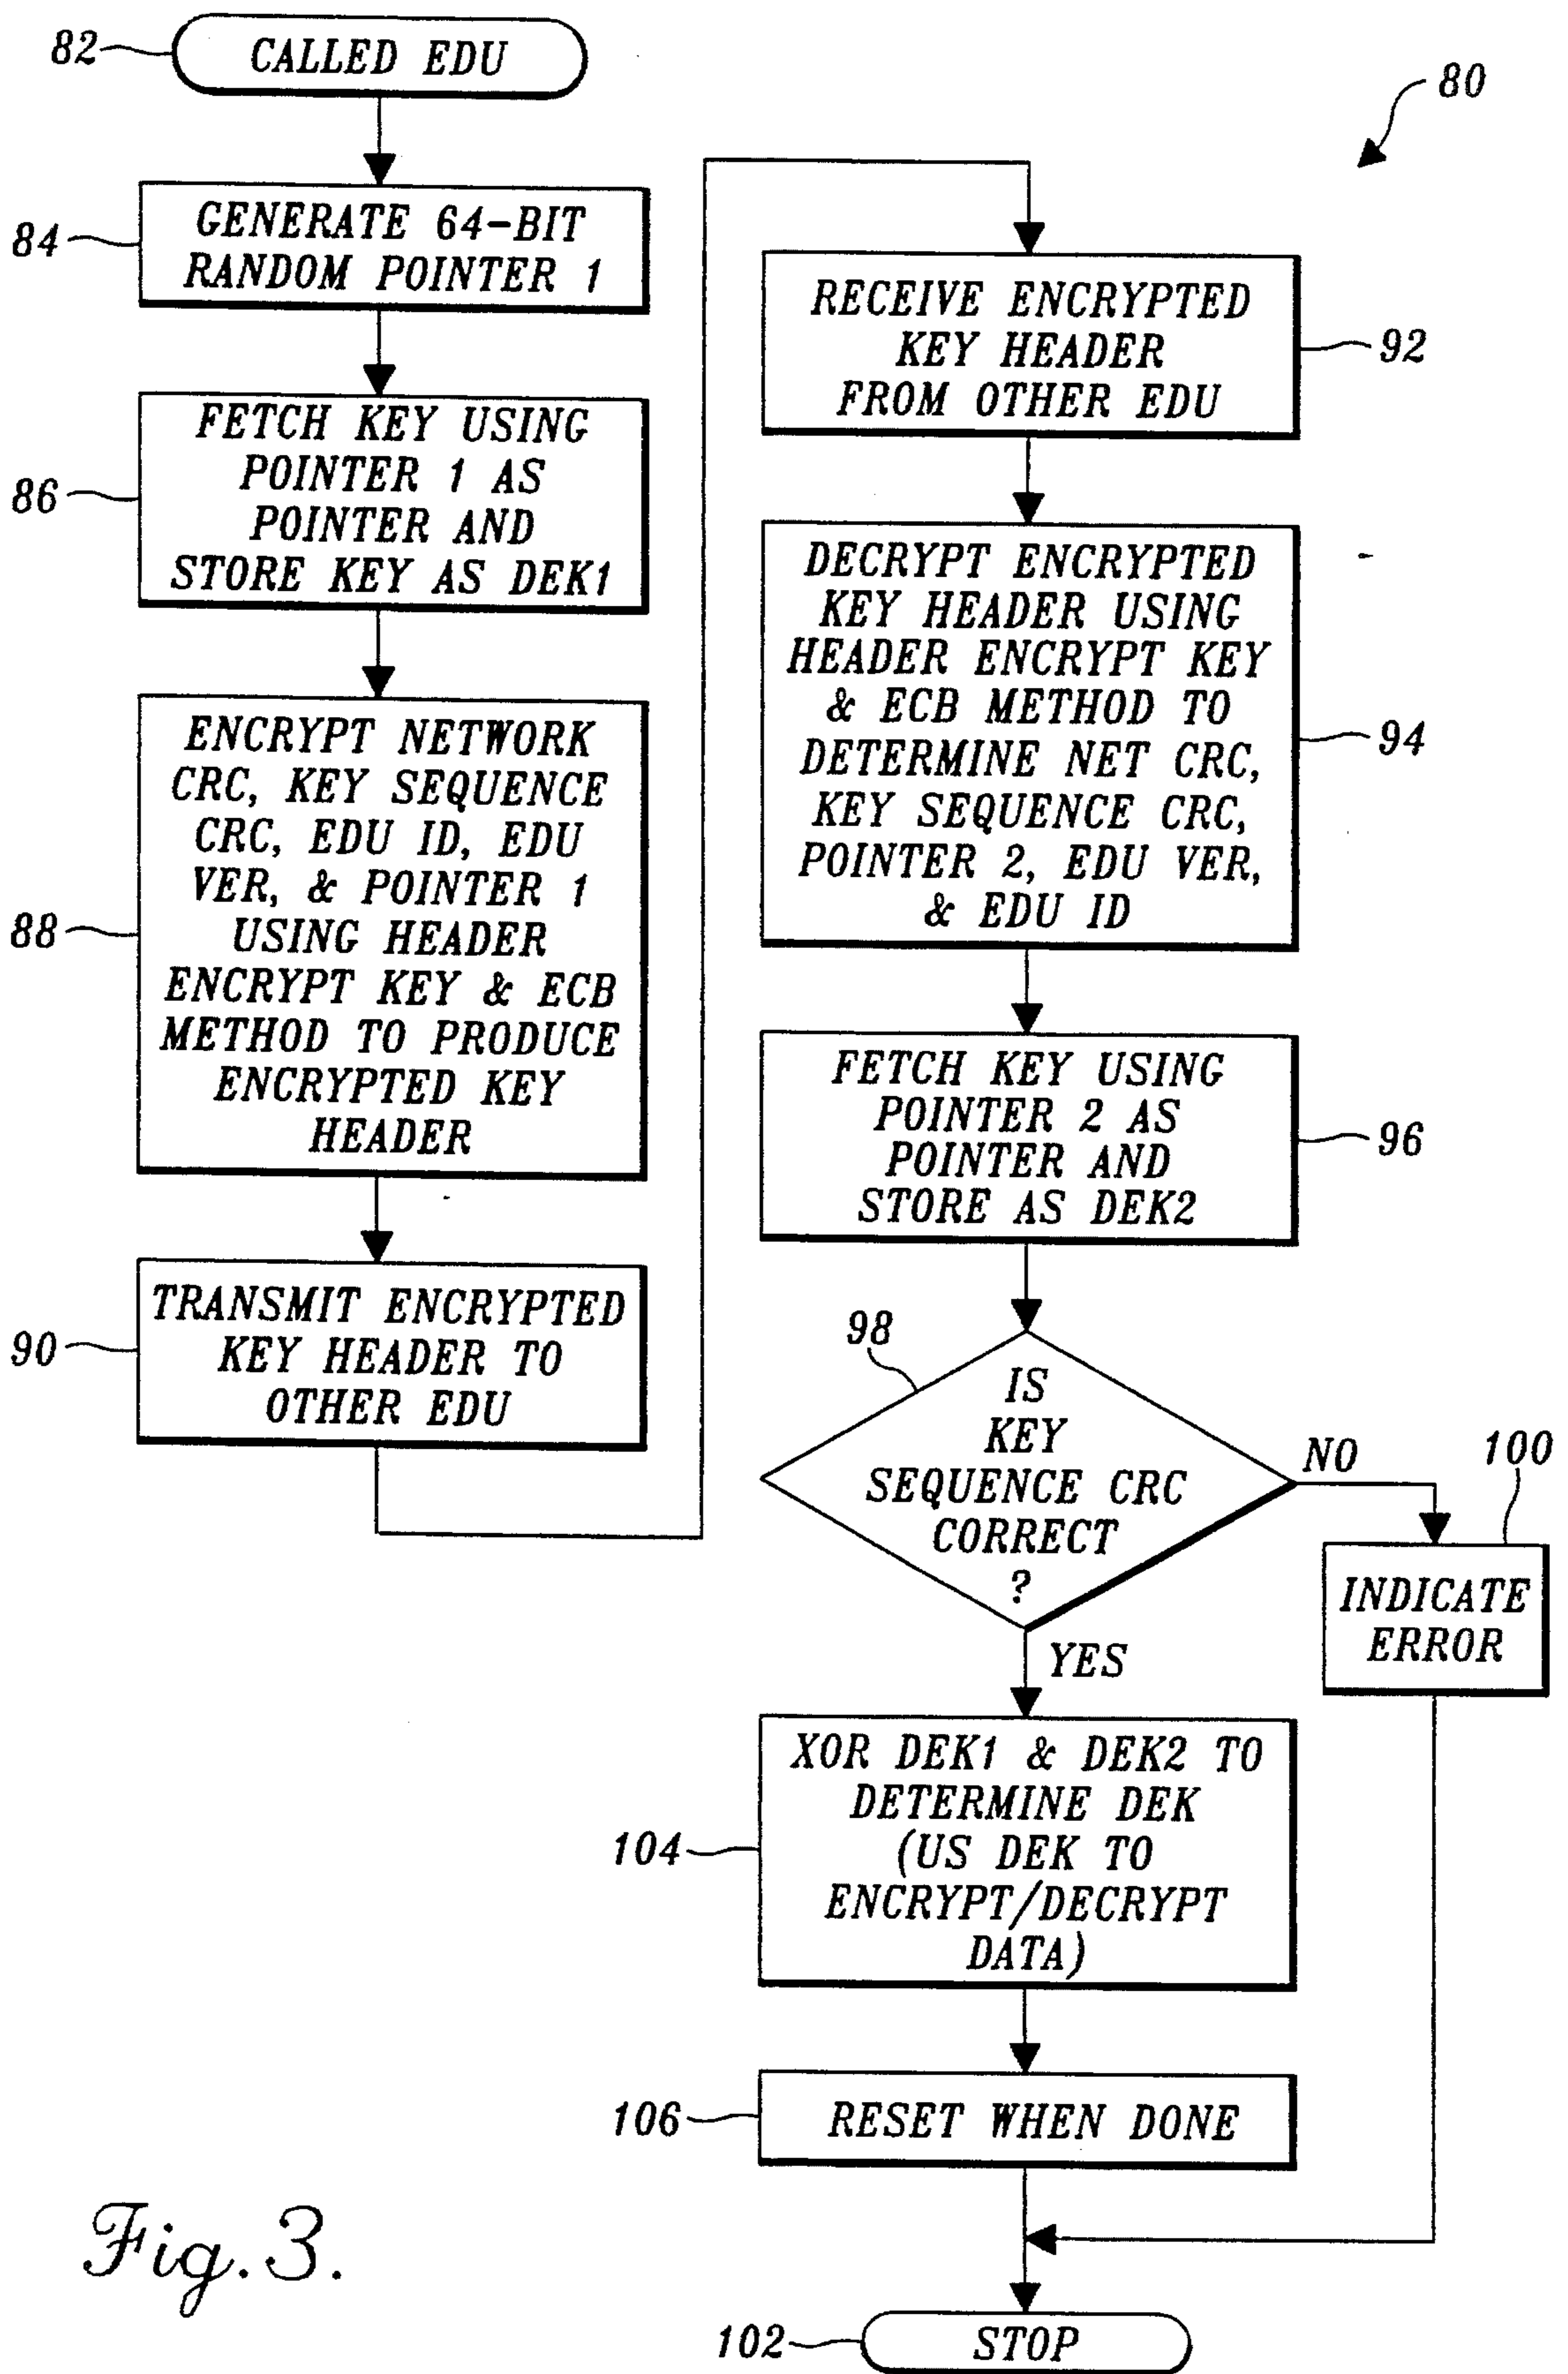 82
CALLED EDU
80
84
GENERATE 64-BIT
RANDOM POINTER 1
86
FETCH KEY USING
POINTER 1 AS
POINTER AND
STORE KEY AS DEK1
88
ENCRYPT NETWORK
CRC, KEY SEQUENCE
CRC, EDU ID, EDU
VER, & POINTER 1
USING HEADER
ENCRYPT KEY & ECB
METHOD TO PRODUCE
ENCRYPTED KEY
HEADER
90
TRANSMIT ENCRYPTED
KEY HEADER TO
OTHER EDU
RECEIVE ENCRYPTED
KEY HEADER
FROM OTHER EDU
92
DECRYPT ENCRYPTED
KEY HEADER USING
HEADER ENCRYPT KEY
& ECB METHOD TO
DETERMINE NET CRC,
KEY SEQUENCE CRC,
POINTER 2, EDU VER,
& EDU ID
94
FETCH KEY USING
POINTER 2 AS
POINTER AND
STORE AS DEK2
96
98
IS
KEY
SEQUENCE CRC
CORRECT
?
NO
100
INDICATE
ERROR
YES
104
XOR DEK1 & DEK2 TO
DETERMINE DEK
(US DEK TO
ENCRYPT/DECRYPT
DATA)
106
RESET WHEN DONE
102
STOP
Fig. 3.